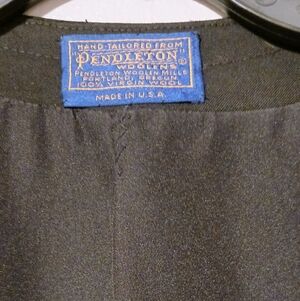 HAND-TAILORED FROM
"PENDLETON"®
WOOLENS
PENDLETON WOOLEN MILLS
PORTLAND, OREGON
100% VIRGIN WOOL
MADE IN U.S.A.